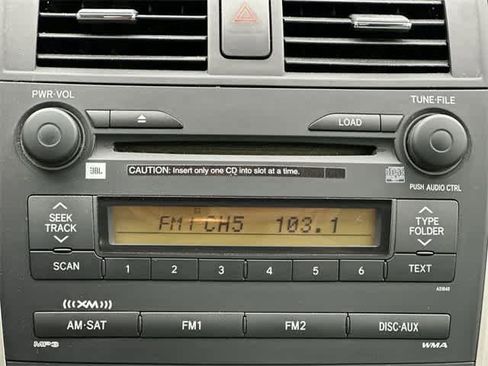 PWR·VOL
TUNE·FILE
LOAD
JBL
CAUTION: Insert only one CD into slot at a time.
PUSH AUDIO CTRL
SEEK
TRACK
FM1 CH5 103.1
TYPE
FOLDER
SCAN
1 2 3 4 5 6
TEXT
(((XM)))
AM·SAT
FM1
FM2
DISC·AUX
MP3
WMA